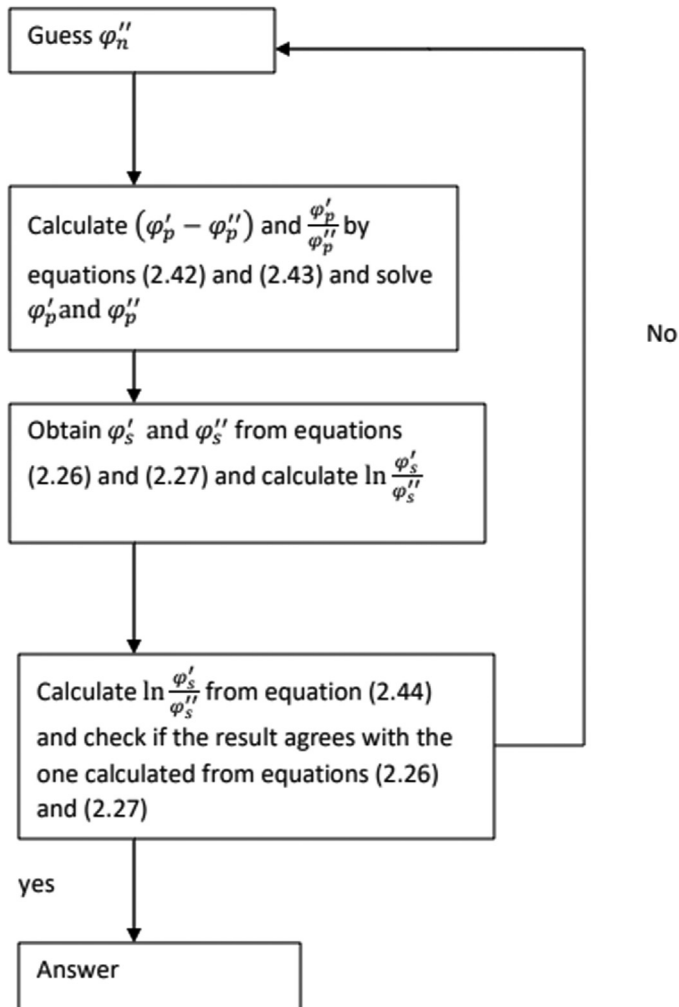 Guess φₙ″
Calculate (φ′ₚ − φ″ₚ) and φ′ₚ/φ″ₚ by
equations (2.42) and (2.43) and solve
φ′ₚand φ″ₚ
No
Obtain φ′ₛ and φ″ₛ from equations
(2.26) and (2.27) and calculate ln φ′ₛ/φ″ₛ
Calculate ln φ′ₛ/φ″ₛ from equation (2.44)
and check if the result agrees with the
one calculated from equations (2.26)
and (2.27)
yes
Answer